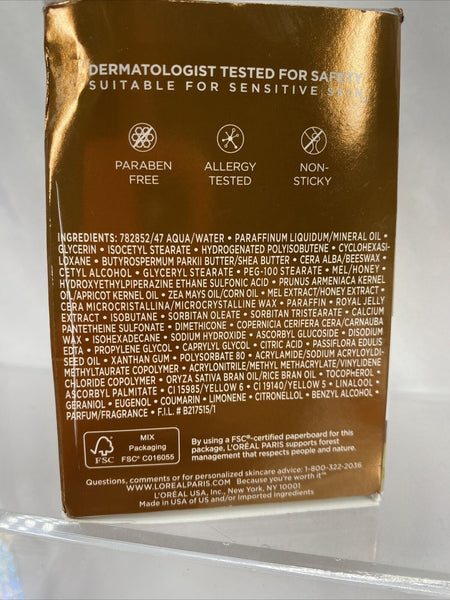 DERMATOLOGIST TESTED FOR SAFETY
SUITABLE FOR SENSITIVE SKIN
PARABEN
FREE
ALLERGY
TESTED
NON-
STICKY
INGREDIENTS: 782852/47 AQUA/WATER • PARAFFINUM LIQUIDUM/MINERAL OIL •
GLYCERIN • ISOCETYL STEARATE • HYDROGENATED POLYISOBUTENE • CYCLOHEXASI-
LOXANE • BUTYROSPERMUM PARKII BUTTER/SHEA BUTTER • CERA ALBA/BEESWAX •
CETYL ALCOHOL • GLYCERYL STEARATE • PEG-100 STEARATE • MEL/HONEY •
HYDROXYETHYLPIPERAZINE ETHANE SULFONIC ACID • PRUNUS ARMENIACA KERNEL
OIL/APRICOT KERNEL OIL • ZEA MAYS OIL/CORN OIL • MEL EXTRACT/HONEY EXTRACT •
CERA MICROCRISTALLINA/MICROCRYSTALLINE WAX • PARAFFIN • ROYAL JELLY
EXTRACT • ISOBUTANE • SORBITAN OLEATE • SORBITAN TRISTEARATE • CALCIUM
PANTETHEINE SULFONATE • DIMETHICONE • COPERNICIA CERIFERA CERA/CARNAUBA
WAX • ISOHEXADECANE • SODIUM HYDROXIDE • ASCORBYL GLUCOSIDE • DISODIUM
EDTA • PROPYLENE GLYCOL • CAPRYLYL GLYCOL • CITRIC ACID • PASSIFLORA EDULIS
SEED OIL • XANTHAN GUM • POLYSORBATE 80 • ACRYLAMIDE/SODIUM ACRYLOYLDI-
METHYLTAURATE COPOLYMER • ACRYLONITRILE/METHYL METHACRYLATE/VINYLIDENE
CHLORIDE COPOLYMER • ORYZA SATIVA BRAN OIL/RICE BRAN OIL • TOCOPHEROL •
ASCORBYL PALMITATE • CI 15985/YELLOW 6 • CI 19140/YELLOW 5 • LINALOOL •
GERANIOL • EUGENOL • COUMARIN • LIMONENE • CITRONELLOL • BENZYL ALCOHOL •
PARFUM/FRAGRANCE • F.I.L. # B217515/1
FSC
MIX
Packaging
FSC® C016055
By using a FSC®-certified paperboard for this
package, L'ORÉAL PARIS supports forest
management that respects people and nature.
Questions, comments or for personalized skincare advice: 1-800-322-2036
WWW.LOREALPARIS.COM Because you're worth it™
L'ORÉAL USA, Inc., New York, NY 10001
Made in USA of US and/or Imported Ingredients